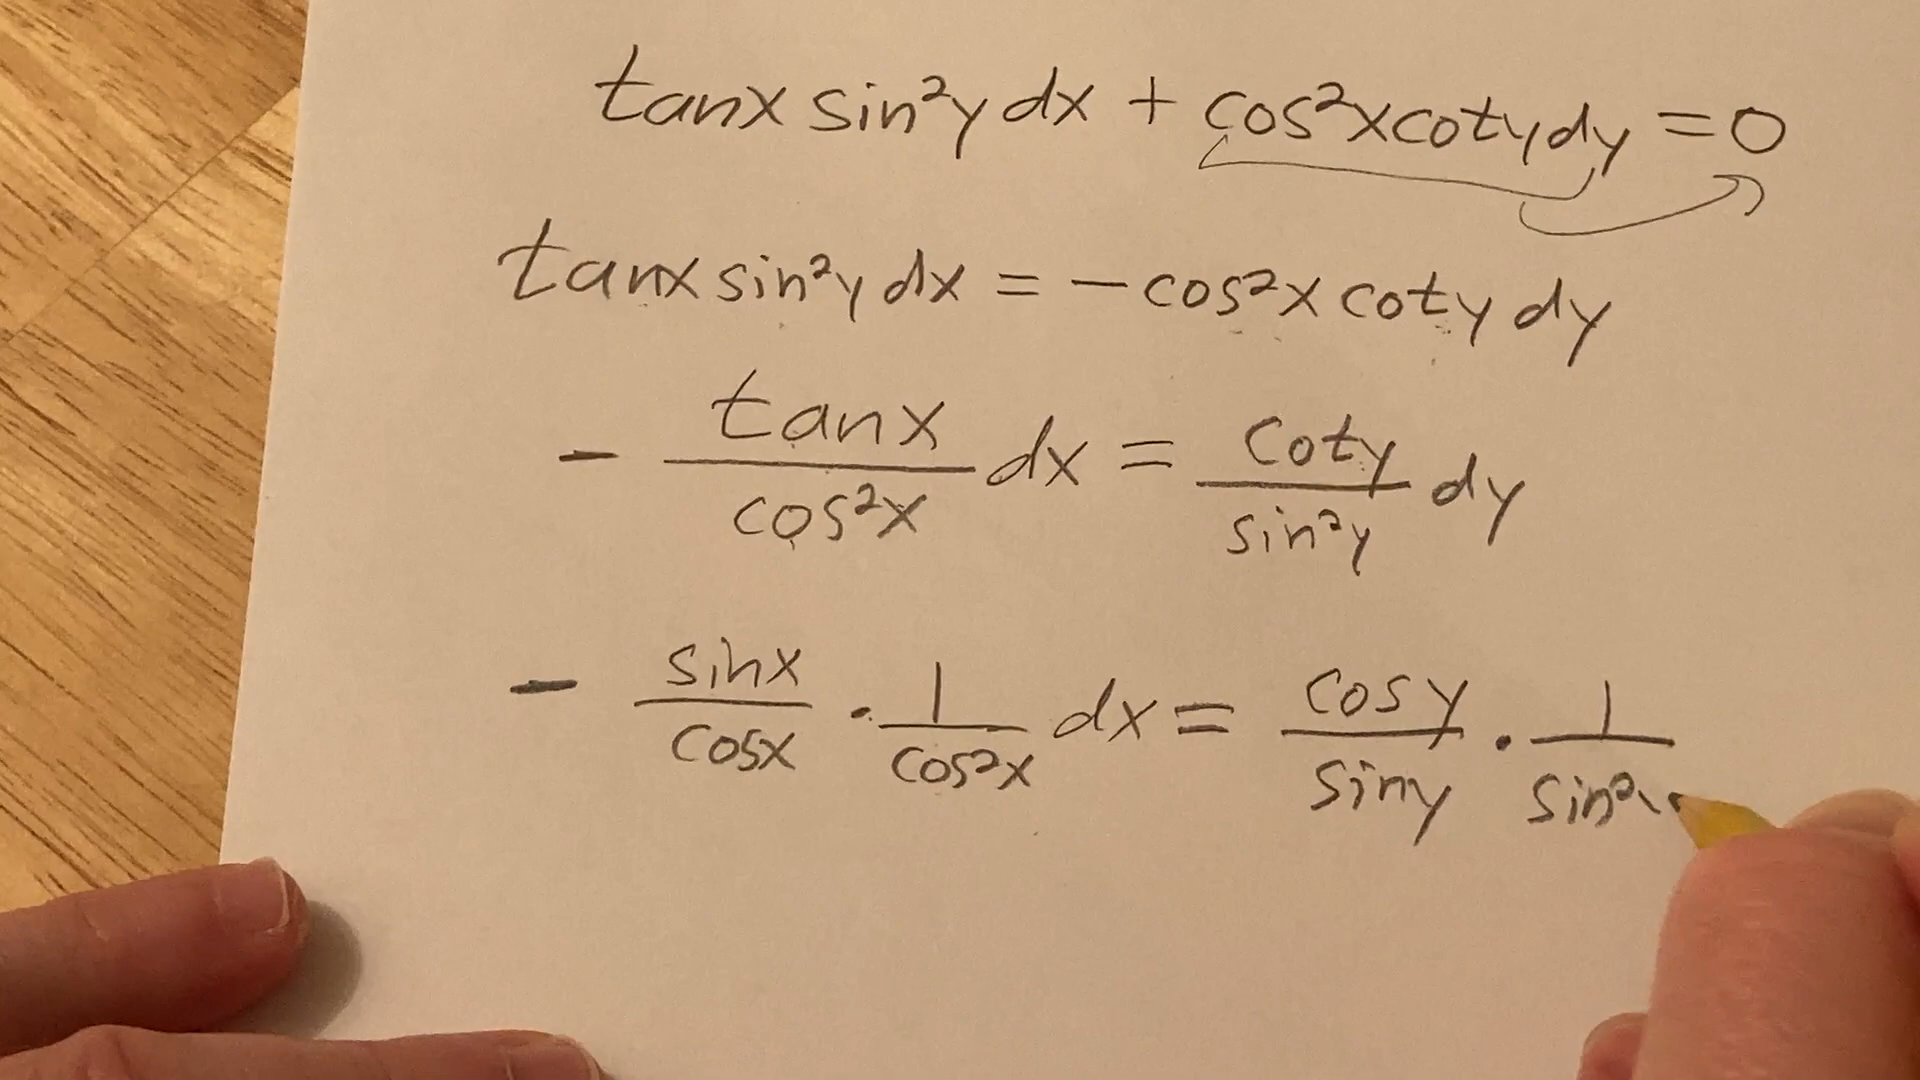 tanx sin²y dx + cos²x coty dy = 0
tanx sin²y dx = - cos²x coty dy
- tanx/cos²x dx = coty/sin²y dy
- sinx/cosx · 1/cos²x dx = cosy/siny · 1/sin²